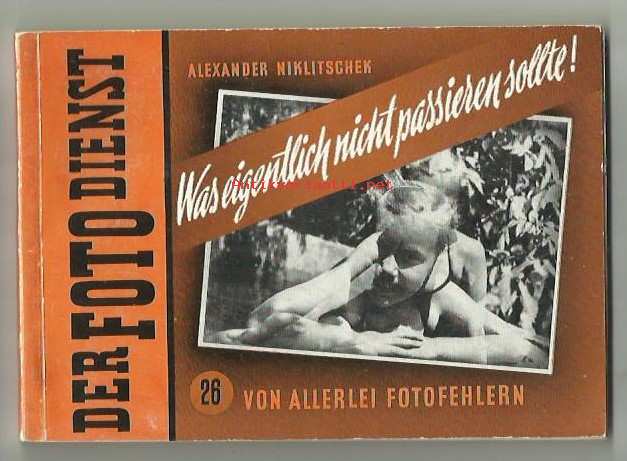 DER FOTO DIENST
ALEXANDER NIKLITSCHEK
Was eigentlich nicht passieren sollte!
26
VON ALLERLEI FOTOFEHLERN